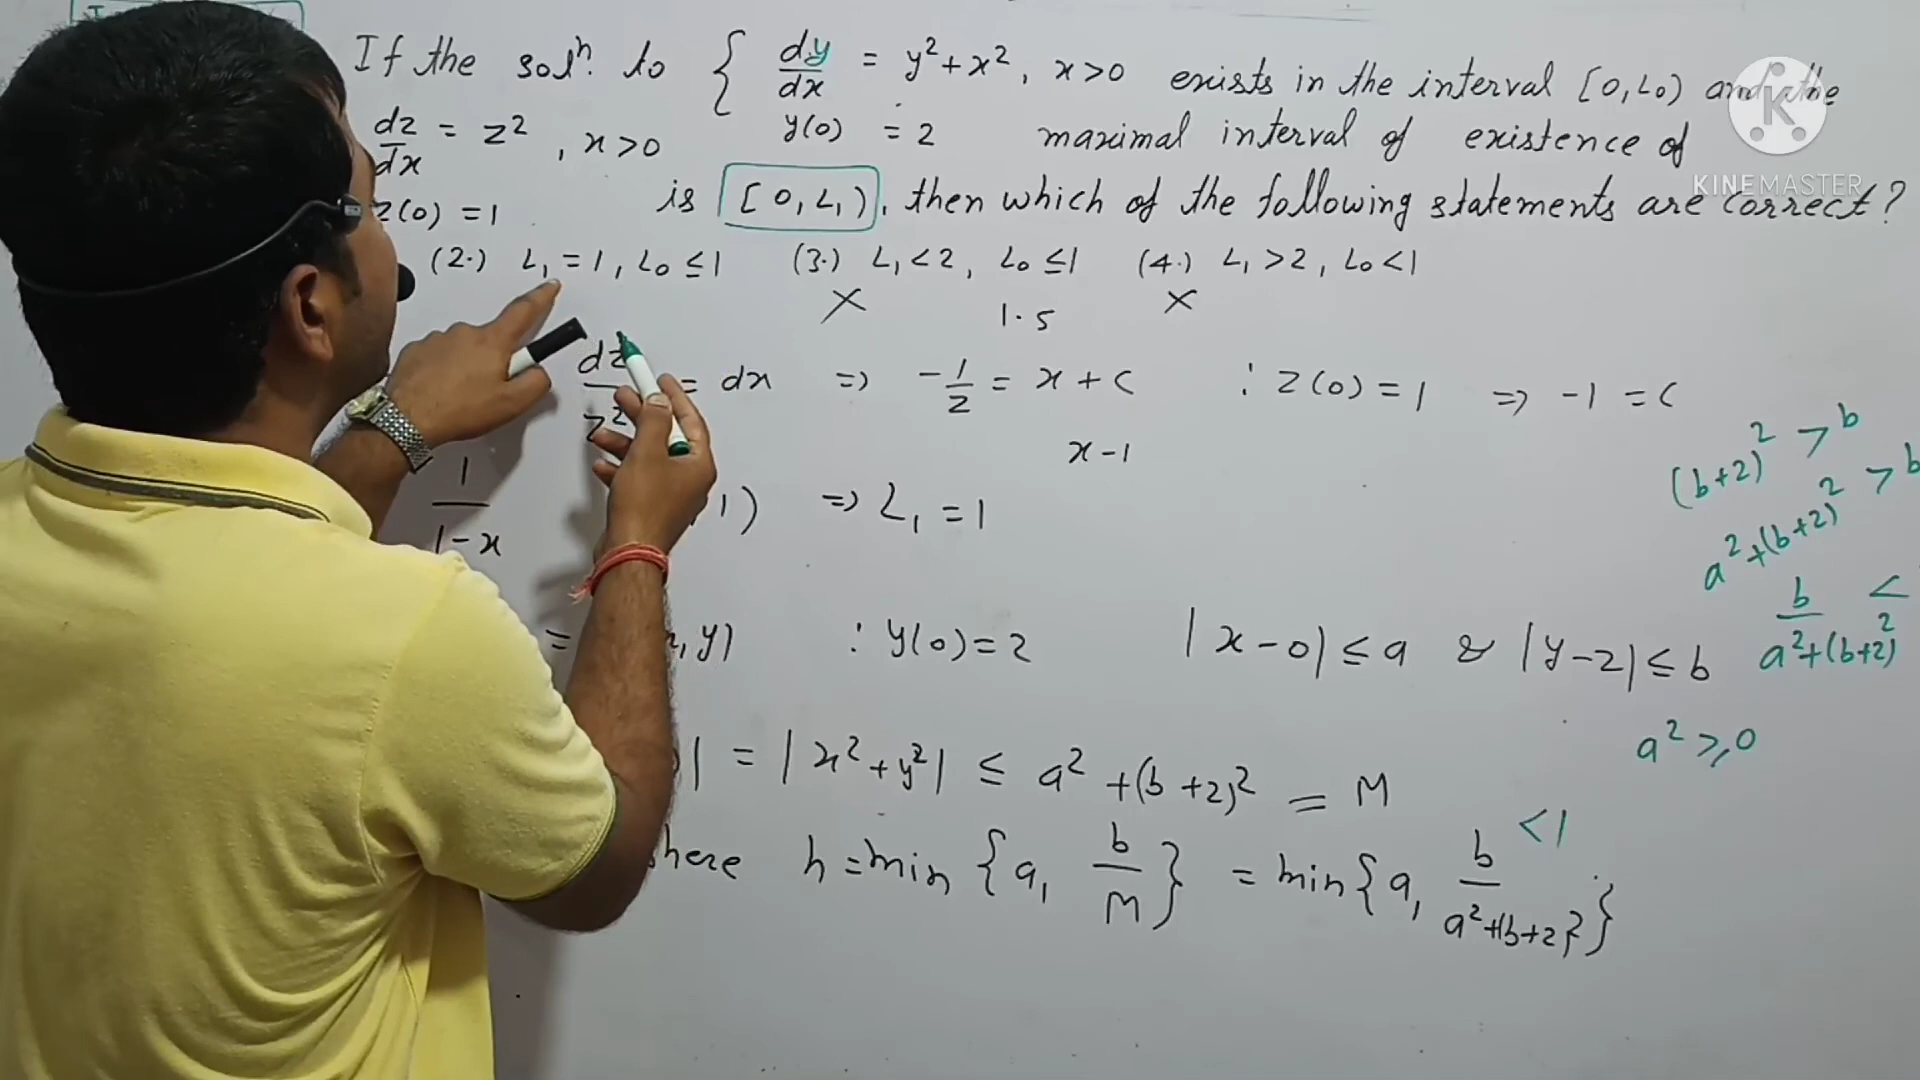 If the solⁿ. to { dy/dx = y²+x², x>0 exists in the interval [0,L₀) and the
dz/dx = z², x>0 y(0) = 2 maximal interval of existence of
z(0) = 1 is [0,L₁), then which of the following statements are correct?
(2.) L₁=1, L₀≤1 (3.) L₁<2, L₀≤1 (4.) L₁>2, L₀<1
× 1.5 ×
dz/z² = dx ⇒ -1/z = x+c ∵ z(0)=1 ⇒ -1=c
x-1
(b+2)² > b
1/1-x 1) ⇒ L₁=1
a²+(b+2)² > b
b/a²+(b+2)² <
= y) ∵ y(0)=2 |x-0|≤a & |y-2|≤b
a²≥0
| = |x²+y²| ≤ a²+(b+2)² = M
<1
here h=min{a, b/M} = min{a, b/a²+(b+2)²}
KINEMASTER